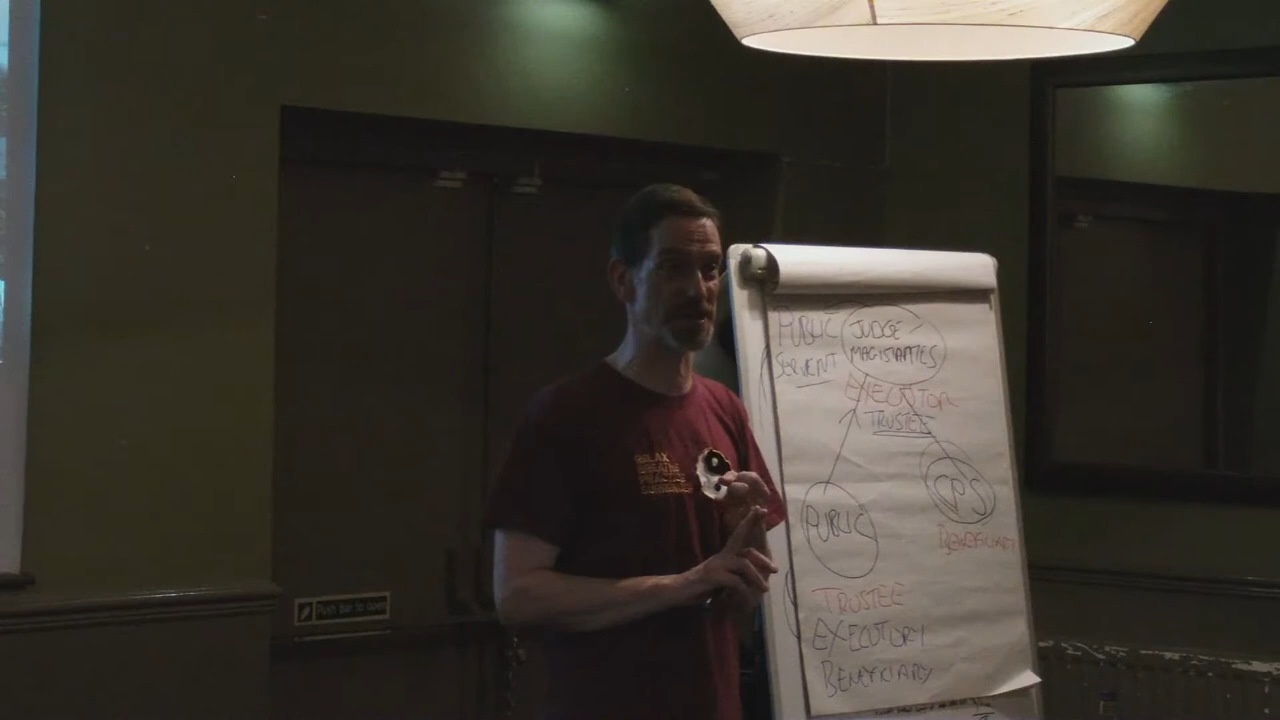 PUBLIC
SERVENT
JUDGE
MAGISTRATES
EXECUTOR
TRUSTEE
PUBLIC
CPS
BENEFICIARY
TRUSTEE
EXECUTORY
BENEFICIARY
RELAX
BREATHE
PRACTICE
Push Bar to Open